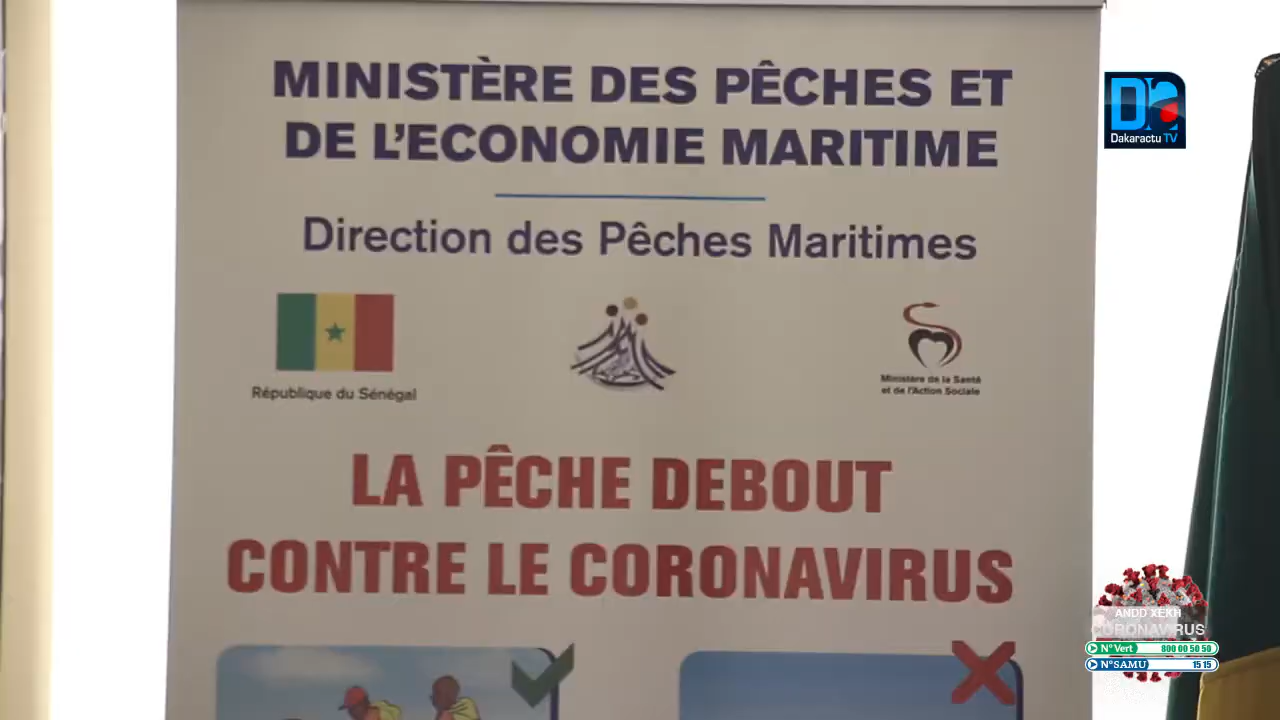 MINISTÈRE DES PÊCHES ET
DE L'ECONOMIE MARITIME
Direction des Pêches Maritimes
République du Sénégal
Ministère de la Santé
et de l'Action Sociale
LA PÊCHE DEBOUT
CONTRE LE CORONAVIRUS
Dakaractu TV
ANDD XEKH
CORONAVIRUS
N°Vert 800 00 50 50
N°SAMU 15 15